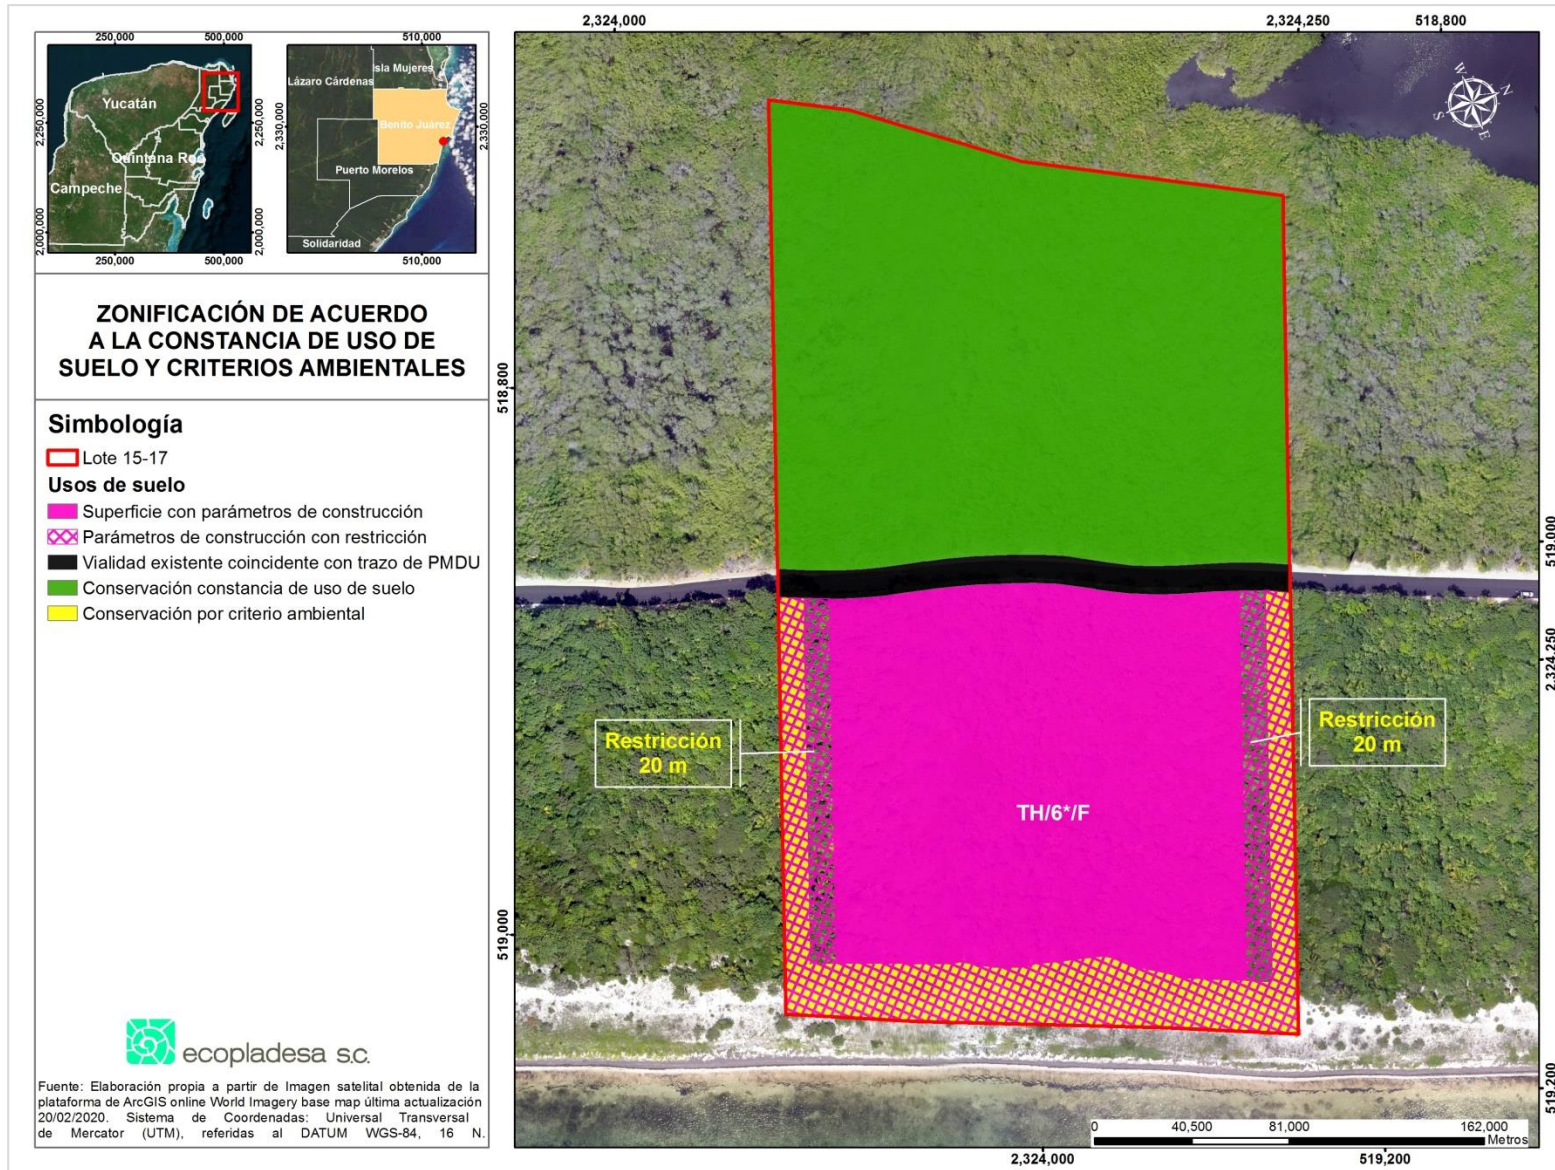 2,324,000
2,324,250
518,800
250,000
500,000
510,000
Yucatán
Quintana Roo
Campeche
2,250,000
2,250,000
2,000,000
2,000,000
250,000
500,000
Isla Mujeres
Lázaro Cárdenas
Benito Juárez
Puerto Morelos
Solidaridad
2,330,000
2,330,000
510,000
ZONIFICACIÓN DE ACUERDO
A LA CONSTANCIA DE USO DE
SUELO Y CRITERIOS AMBIENTALES
Simbología
Lote 15-17
Usos de suelo
Superficie con parámetros de construcción
Parámetros de construcción con restricción
Vialidad existente coincidente con trazo de PMDU
Conservación constancia de uso de suelo
Conservación por criterio ambiental
ecopladesa s.c.
Fuente: Elaboración propia a partir de Imagen satelital obtenida de la
plataforma de ArcGIS online World Imagery base map última actualización
20/02/2020. Sistema de Coordenadas: Universal Transversal
de Mercator (UTM), referidas al DATUM WGS-84, 16 N.
518,800
519,000
W
N
S
E
Restricción
20 m
Restricción
20 m
TH/6*/F
519,000
2,324,250
519,200
0
40,500
81,000
162,000
Metros
2,324,000
519,200